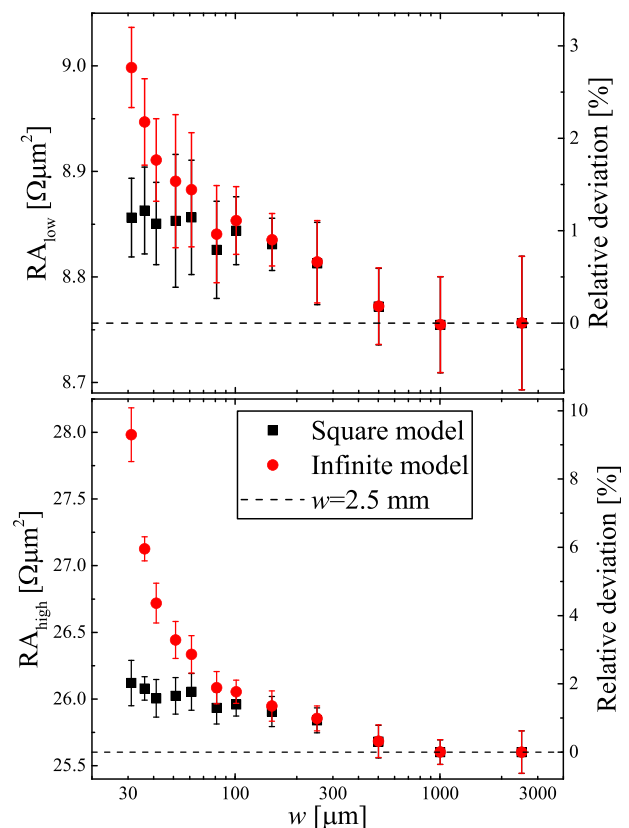 9.0
8.9
8.8
8.7
RA_low [Ωμm²]
3
2
1
0
Relative deviation [%]
28.0
27.5
27.0
26.5
26.0
25.5
RA_high [Ωμm²]
10
8
6
4
2
0
Relative deviation [%]
Square model
Infinite model
w=2.5 mm
30 100 300 1000 3000
w [μm]